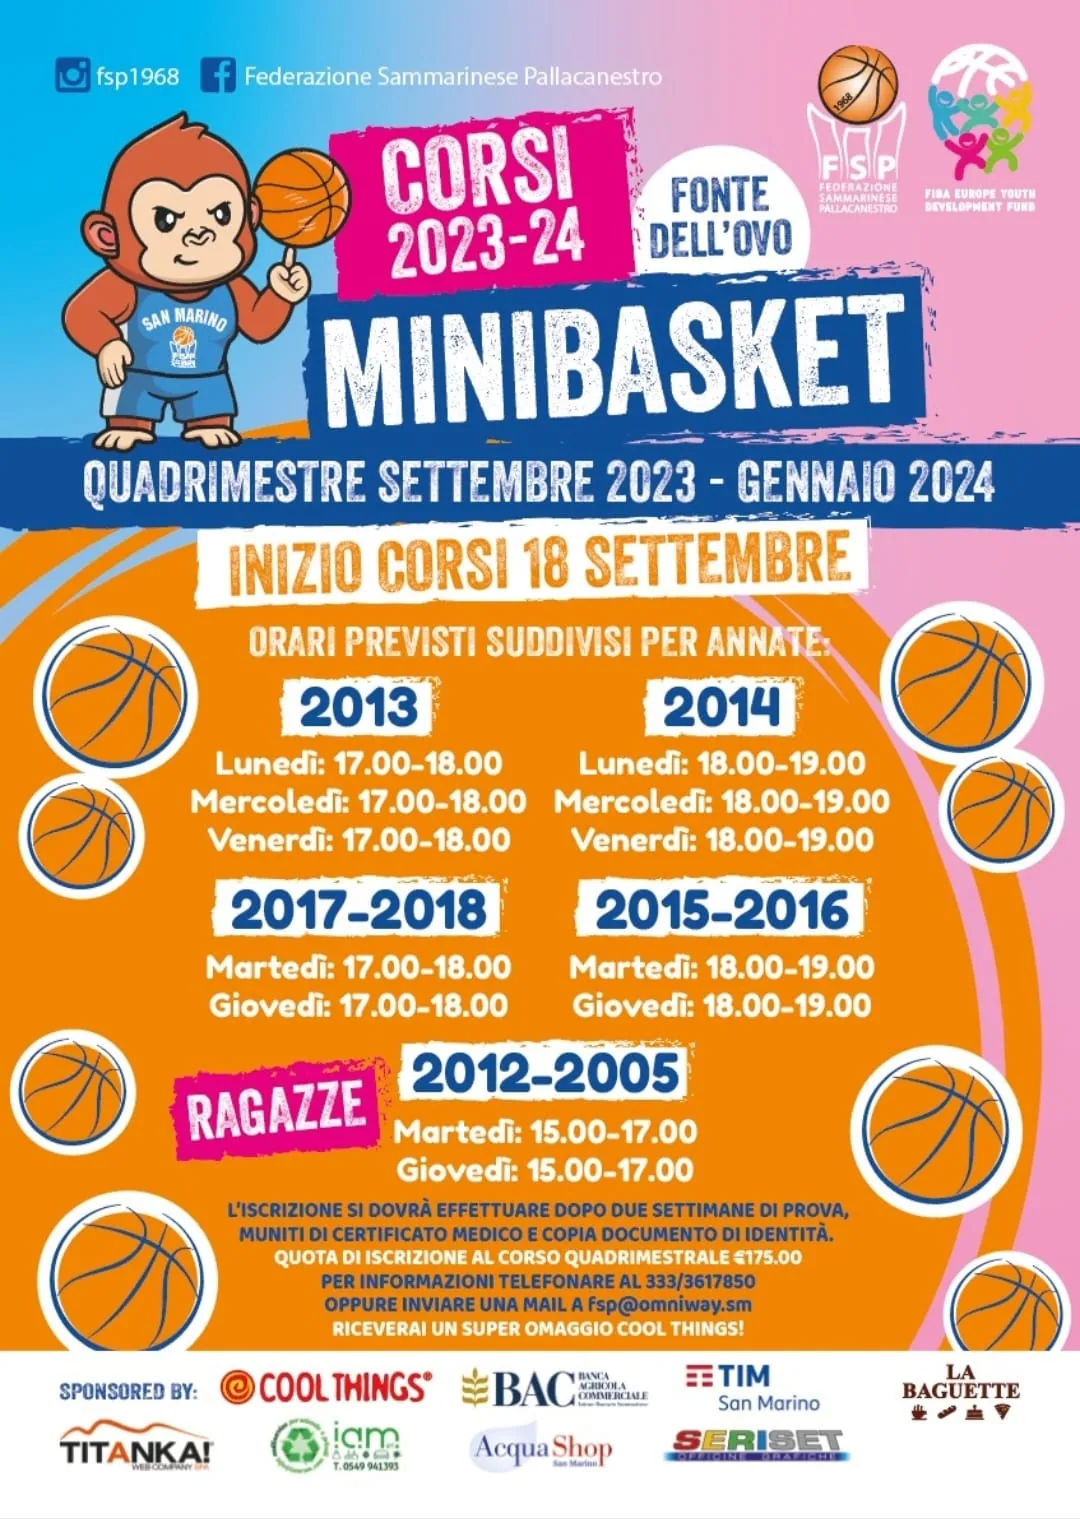 fsp1968 Federazione Sammarinese Pallacanestro
1968
FSP
FEDERAZIONE
SAMMARINESE
PALLACANESTRO
FIBA EUROPE YOUTH
DEVELOPMENT FUND
CORSI
2023-24
FONTE
DELL'OVO
SAN MARINO
MINIBASKET
QUADRIMESTRE SETTEMBRE 2023 - GENNAIO 2024
INIZIO CORSI 18 SETTEMBRE
ORARI PREVISTI SUDDIVISI PER ANNATE:
2013
Lunedì: 17.00-18.00
Mercoledì: 17.00-18.00
Venerdì: 17.00-18.00
2014
Lunedì: 18.00-19.00
Mercoledì: 18.00-19.00
Venerdì: 18.00-19.00
2017-2018
Martedì: 17.00-18.00
Giovedì: 17.00-18.00
2015-2016
Martedì: 18.00-19.00
Giovedì: 18.00-19.00
RAGAZZE
2012-2005
Martedì: 15.00-17.00
Giovedì: 15.00-17.00
L'ISCRIZIONE SI DOVRÀ EFFETTUARE DOPO DUE SETTIMANE DI PROVA,
MUNITI DI CERTIFICATO MEDICO E COPIA DOCUMENTO DI IDENTITÀ.
QUOTA DI ISCRIZIONE AL CORSO QUADRIMESTRALE €175.00
PER INFORMAZIONI TELEFONARE AL 333/3617850
OPPURE INVIARE UNA MAIL A fsp@omniway.sm
RICEVERAI UN SUPER OMAGGIO COOL THINGS!
SPONSORED BY:
COOL THINGS®
BAC BANCA
AGRICOLA
COMMERCIALE
TIM
San Marino
LA
BAGUETTE
TITANKA!
WEB COMPANY SPA
iam
T. 0549 941393
Acqua Shop
San Marino
SERISET
OFFICINE GRAFICHE